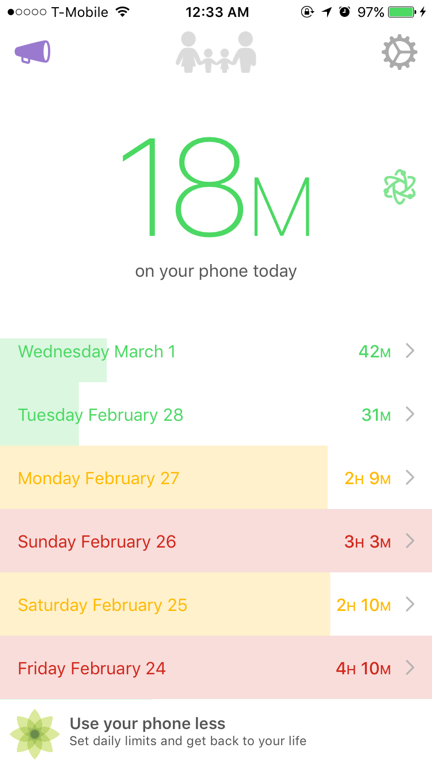 T-Mobile 12:33 AM 97%
18M
on your phone today
Wednesday March 1 42M
Tuesday February 28 31M
Monday February 27 2H 9M
Sunday February 26 3H 3M
Saturday February 25 2H 10M
Friday February 24 4H 10M
Use your phone less
Set daily limits and get back to your life